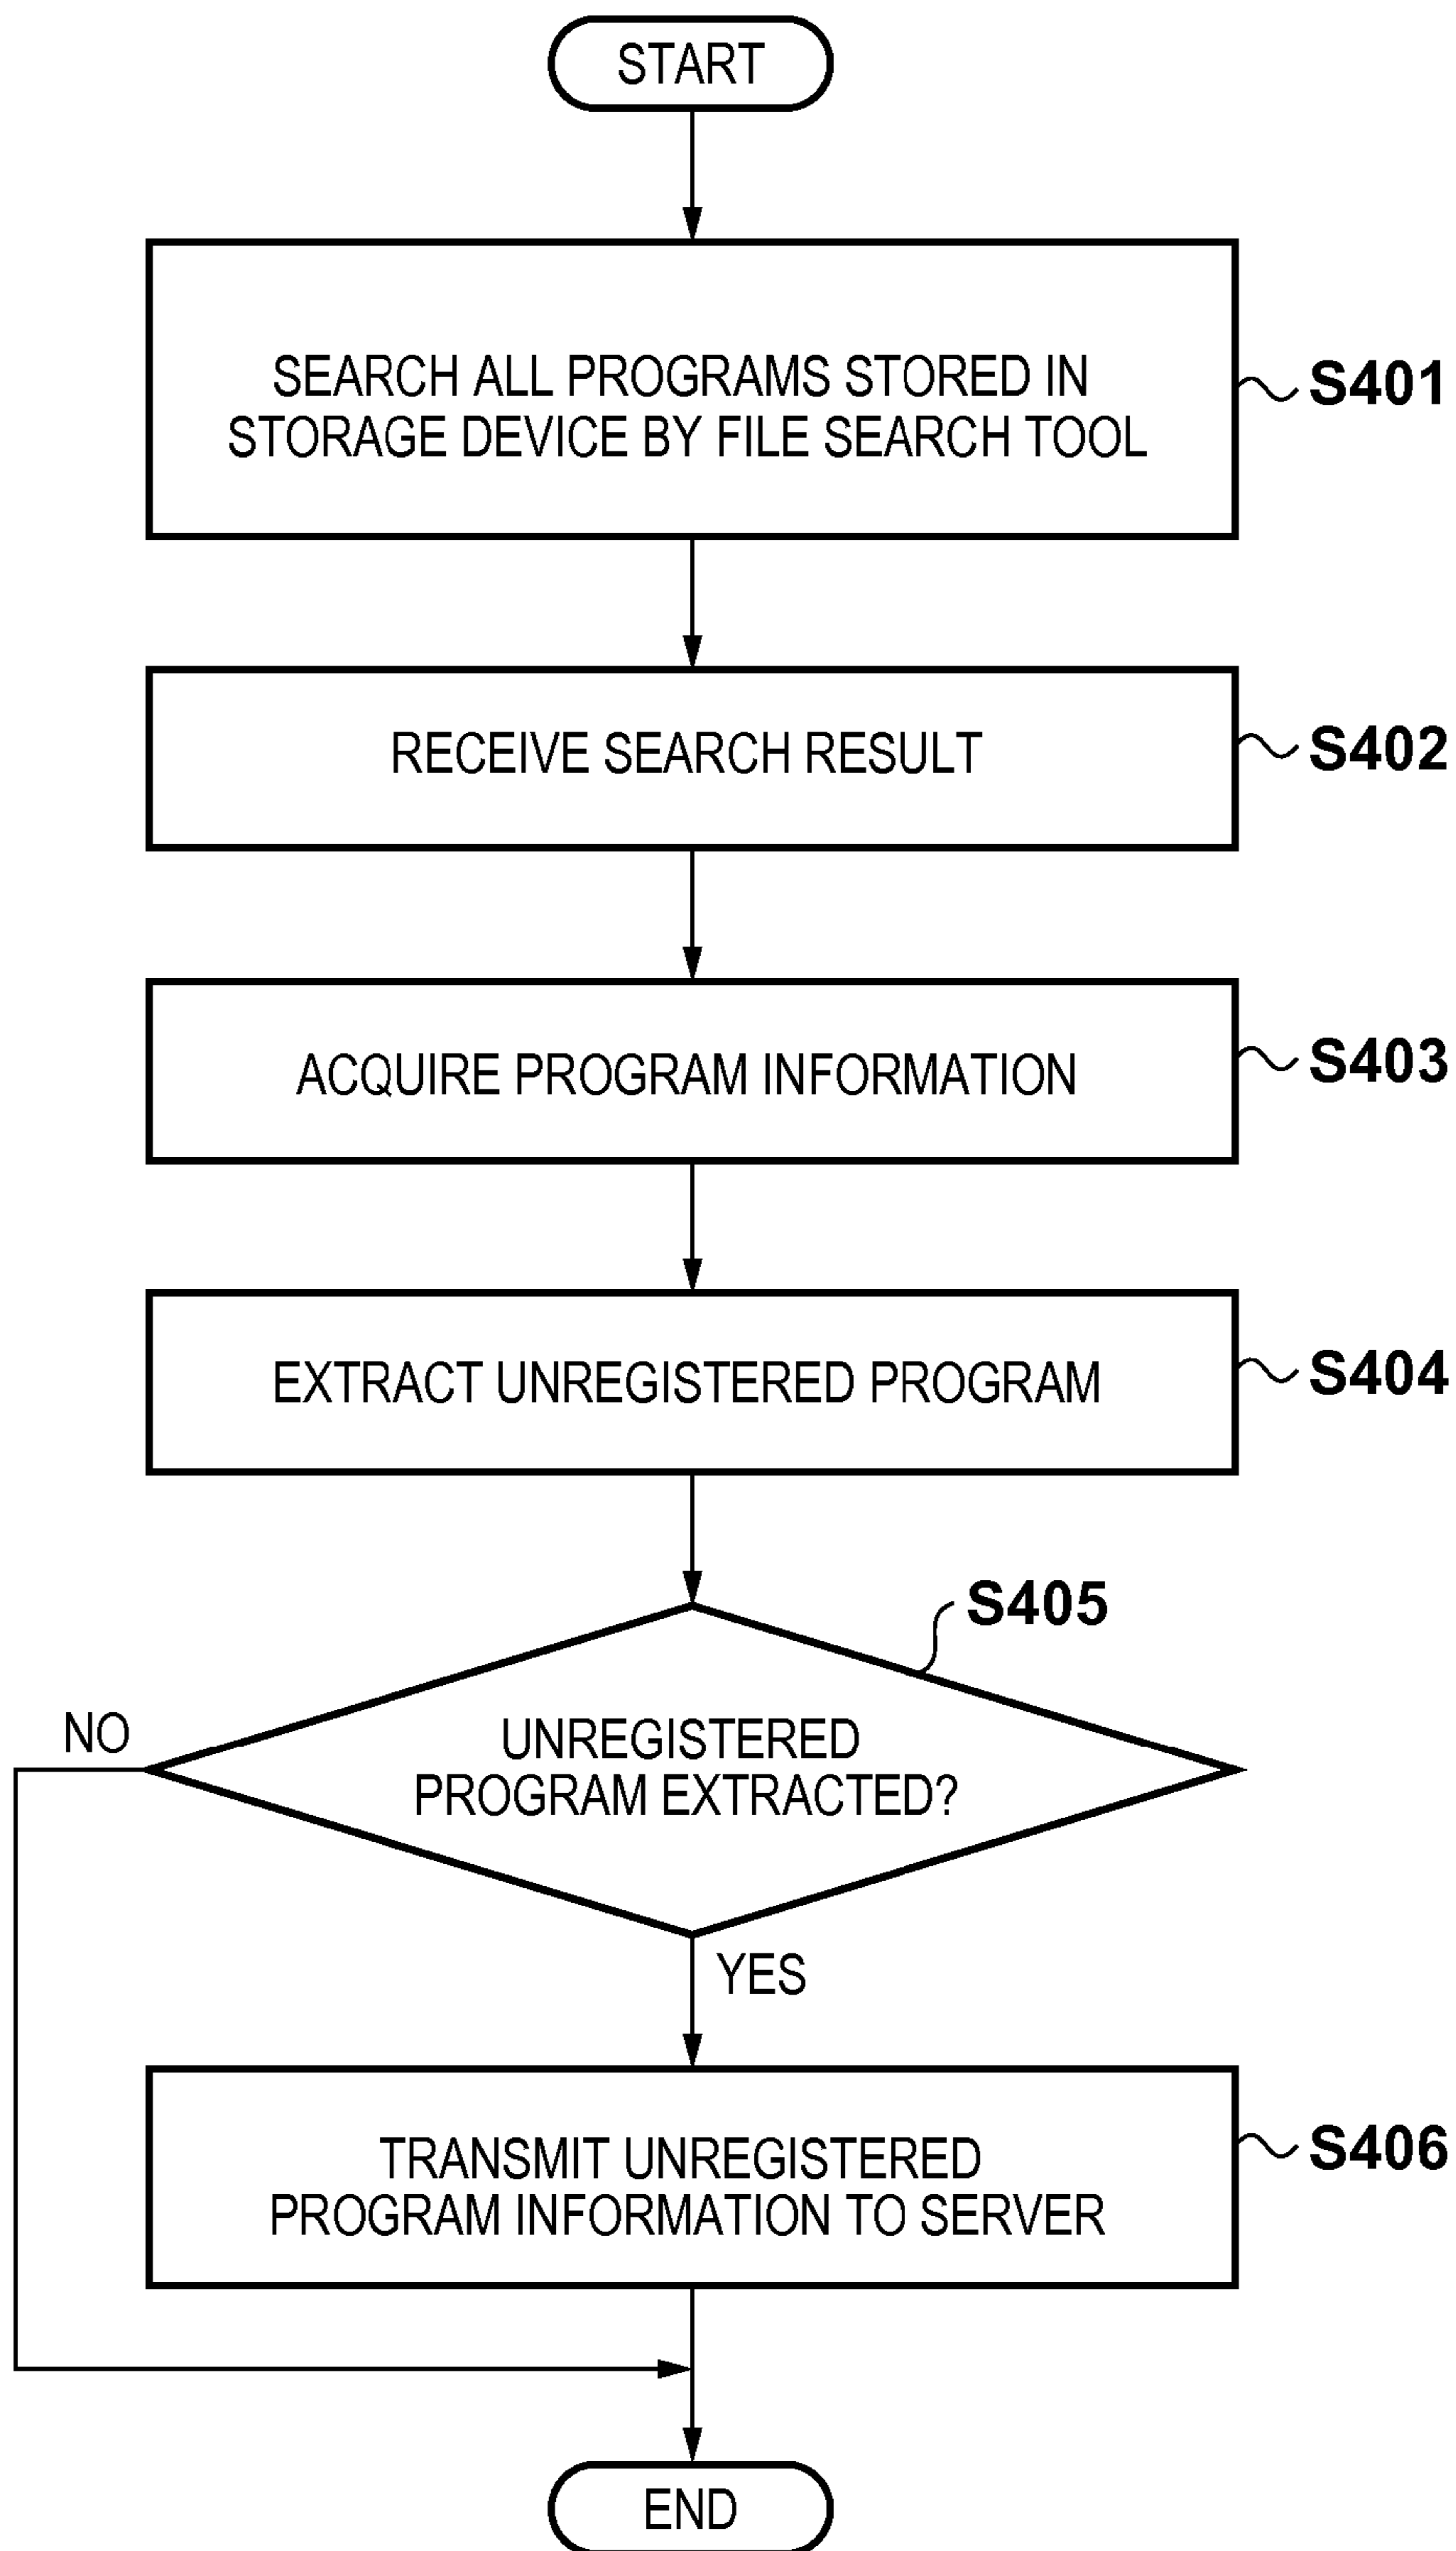 START
SEARCH ALL PROGRAMS STORED IN
STORAGE DEVICE BY FILE SEARCH TOOL
S401
RECEIVE SEARCH RESULT
S402
ACQUIRE PROGRAM INFORMATION
S403
EXTRACT UNREGISTERED PROGRAM
S404
S405
NO
UNREGISTERED
PROGRAM EXTRACTED?
YES
TRANSMIT UNREGISTERED
PROGRAM INFORMATION TO SERVER
S406
END